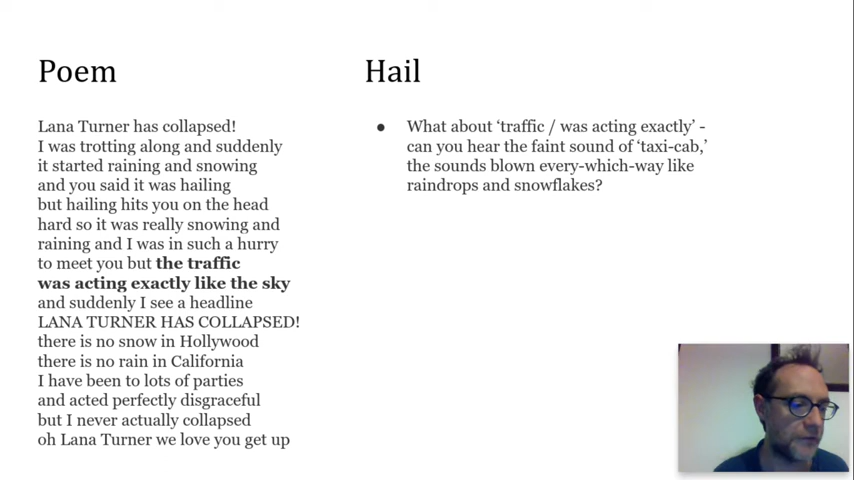 Poem
Lana Turner has collapsed!
I was trotting along and suddenly
it started raining and snowing
and you said it was hailing
but hailing hits you on the head
hard so it was really snowing and
raining and I was in such a hurry
to meet you but the traffic
was acting exactly like the sky
and suddenly I see a headline
LANA TURNER HAS COLLAPSED!
there is no snow in Hollywood
there is no rain in California
I have been to lots of parties
and acted perfectly disgraceful
but I never actually collapsed
oh Lana Turner we love you get up
Hail
● What about ‘traffic / was acting exactly’ -
can you hear the faint sound of ‘taxi-cab,’
the sounds blown every-which-way like
raindrops and snowflakes?